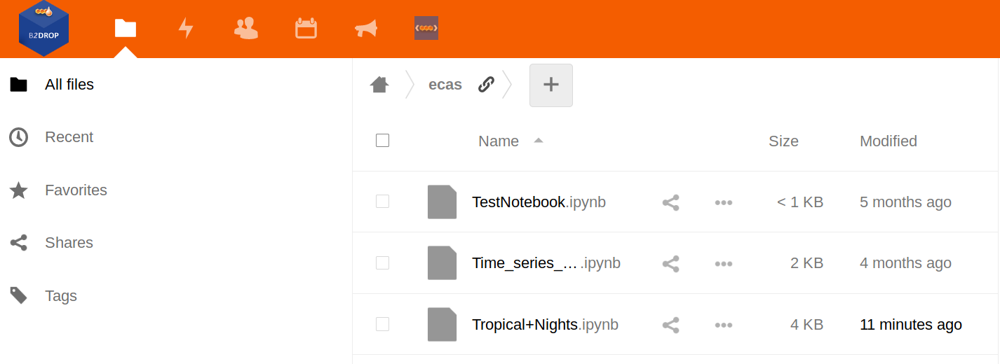 B2DROP
All files
Recent
Favorites
Shares
Tags
ecas
Name Size Modified
TestNotebook.ipynb < 1 KB 5 months ago
Time_series_… .ipynb 2 KB 4 months ago
Tropical+Nights.ipynb 4 KB 11 minutes ago